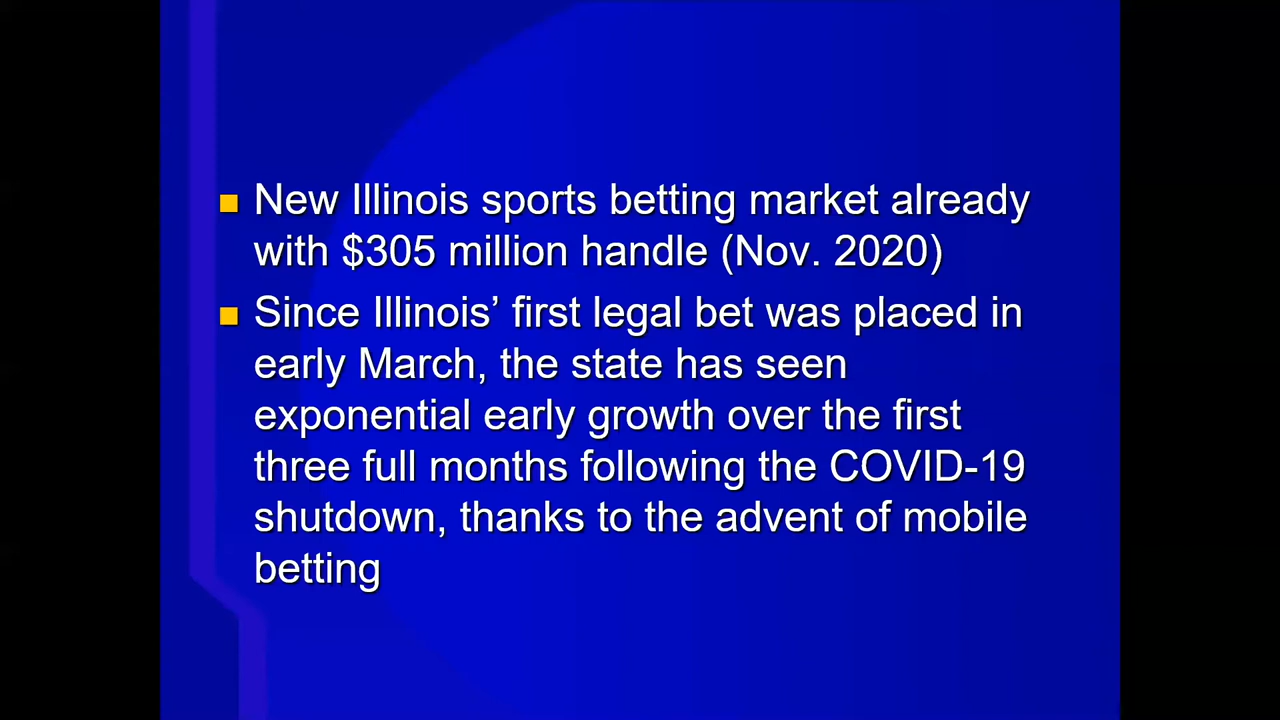 New Illinois sports betting market already
with $305 million handle (Nov. 2020)
Since Illinois’ first legal bet was placed in
early March, the state has seen
exponential early growth over the first
three full months following the COVID-19
shutdown, thanks to the advent of mobile
betting